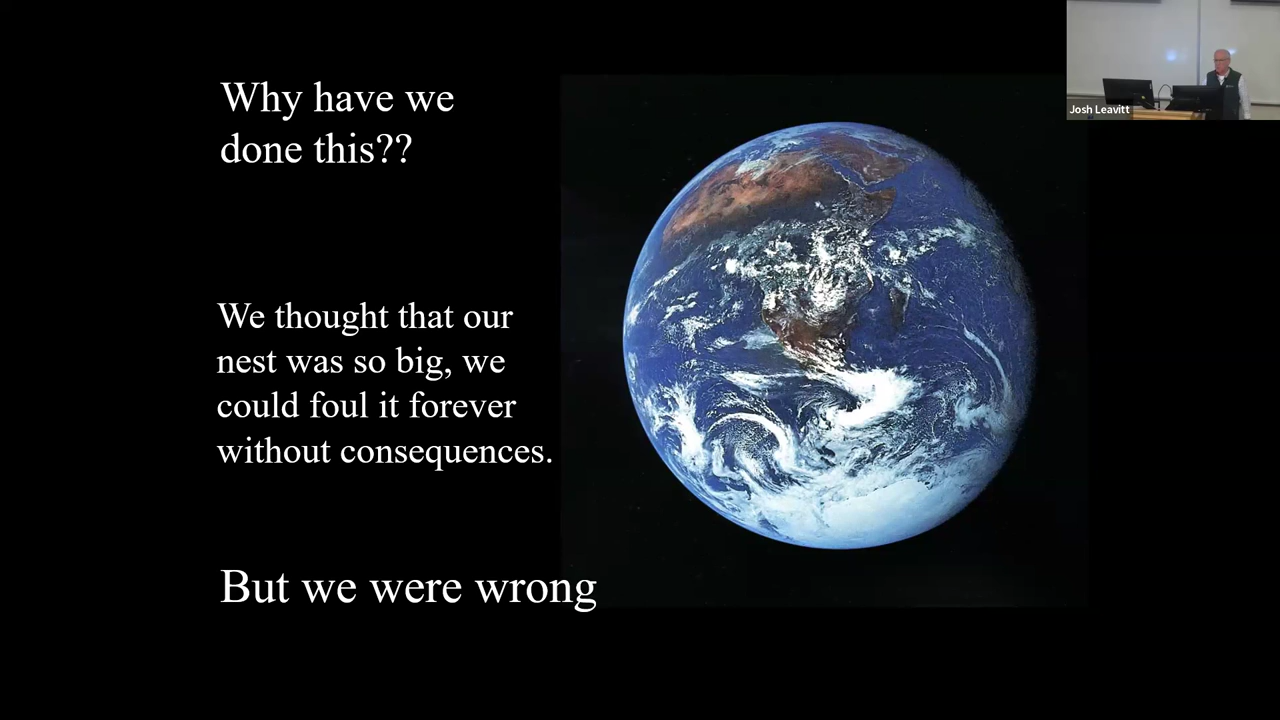 Why have we
done this??
We thought that our
nest was so big, we
could foul it forever
without consequences.
But we were wrong
Josh Leavitt